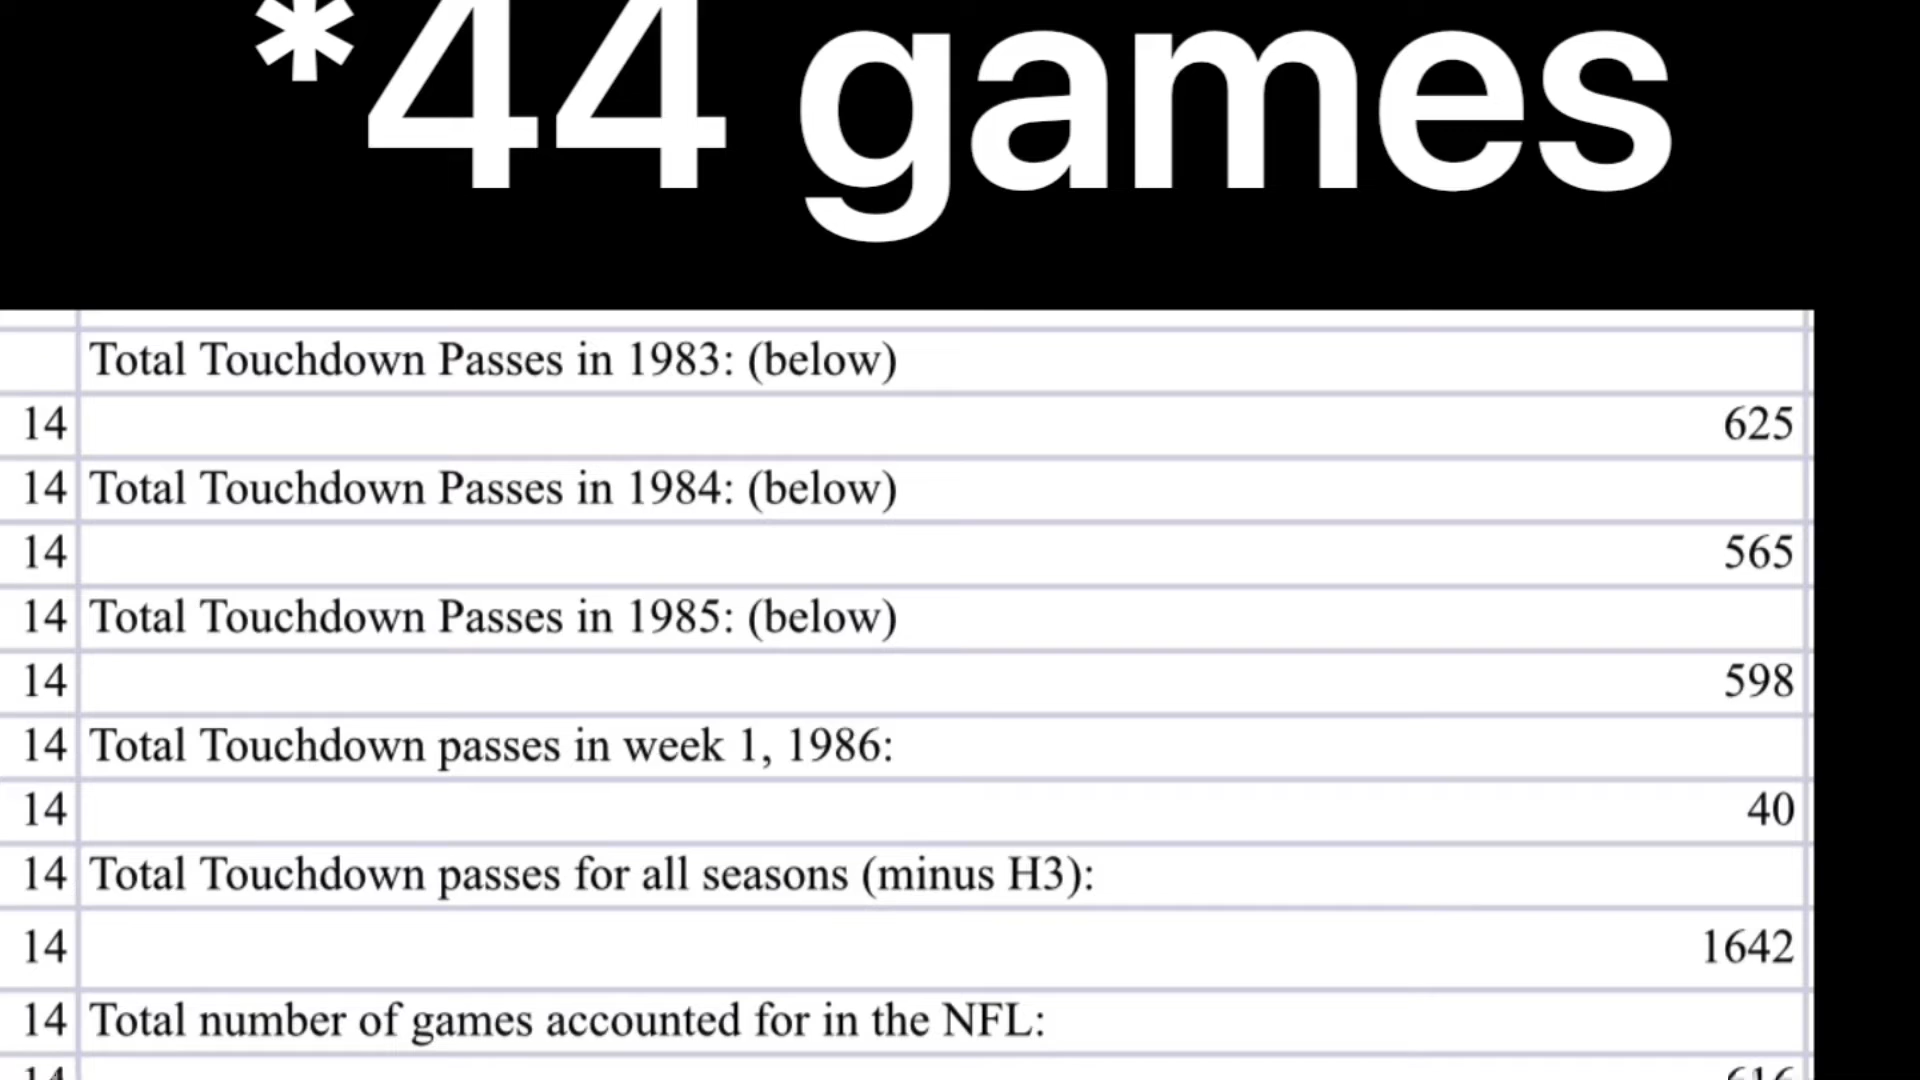 *44 games
Total Touchdown Passes in 1983: (below)
14 625
14 Total Touchdown Passes in 1984: (below)
14 565
14 Total Touchdown Passes in 1985: (below)
14 598
14 Total Touchdown passes in week 1, 1986:
14 40
14 Total Touchdown passes for all seasons (minus H3):
14 1642
14 Total number of games accounted for in the NFL: